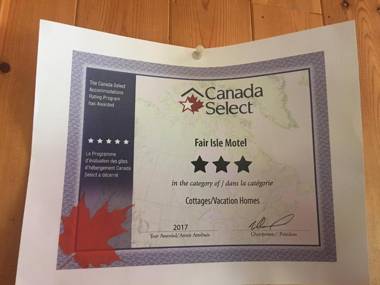 The Canada Select
Accommodations
Rating Program
has Awarded
Le Programme
d'évaluation des gîtes
d'hébergement Canada
Select a décerné
Canada
Select
Fair Isle Motel
in the category of / dans la catégorie
Cottages/Vacation Homes
2017
Year Awarded/Année Attribuée
Chairperson / Président